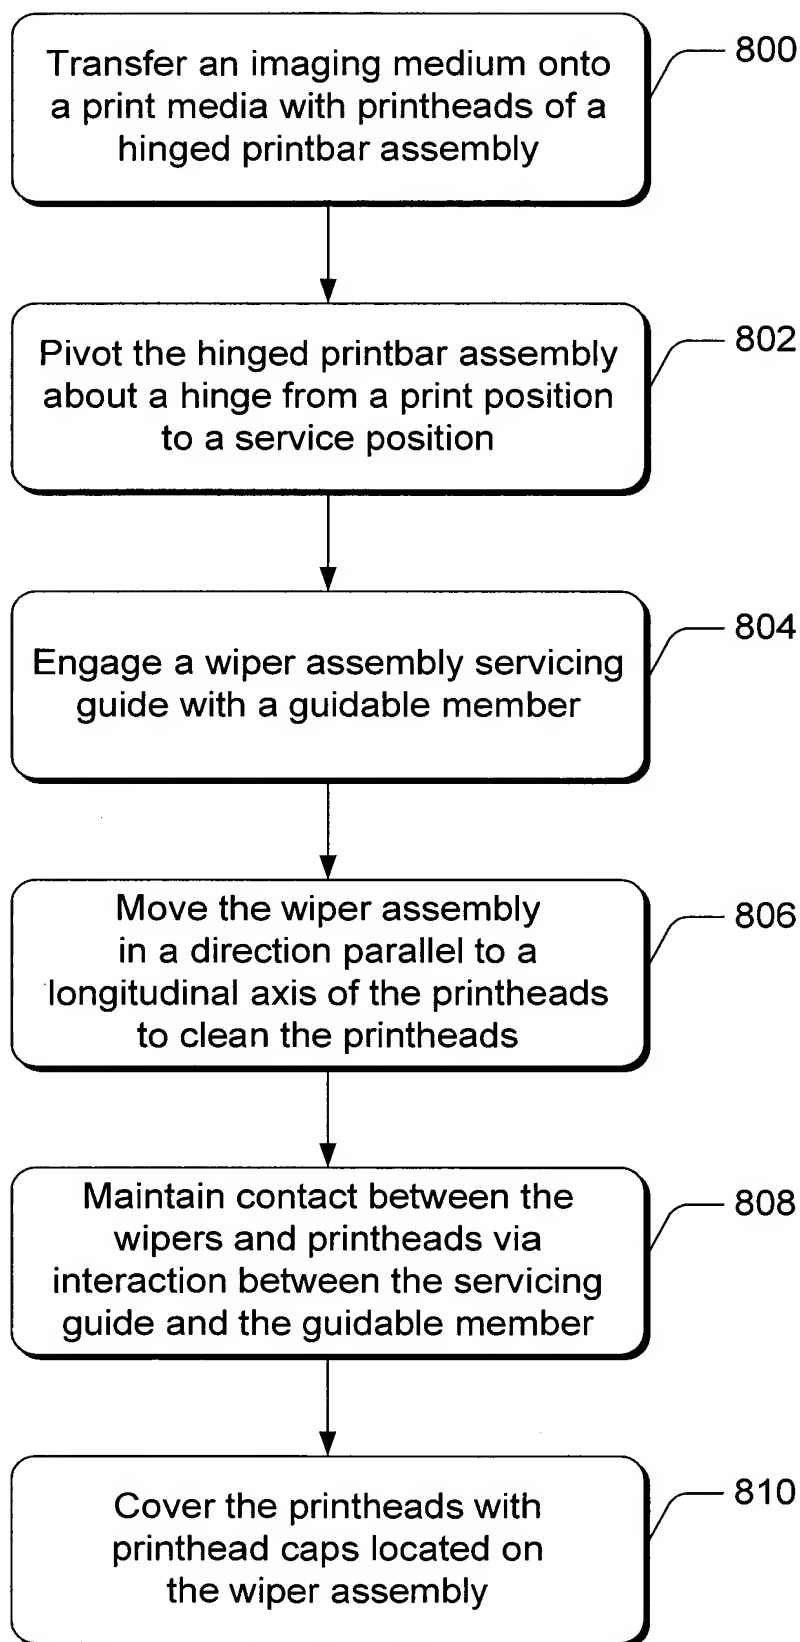 Transfer an imaging medium onto
a print media with printheads of a
hinged printbar assembly
800
Pivot the hinged printbar assembly
about a hinge from a print position
to a service position
802
Engage a wiper assembly servicing
guide with a guidable member
804
Move the wiper assembly
in a direction parallel to a
longitudinal axis of the printheads
to clean the printheads
806
Maintain contact between the
wipers and printheads via
interaction between the servicing
guide and the guidable member
808
Cover the printheads with
printhead caps located on
the wiper assembly
810